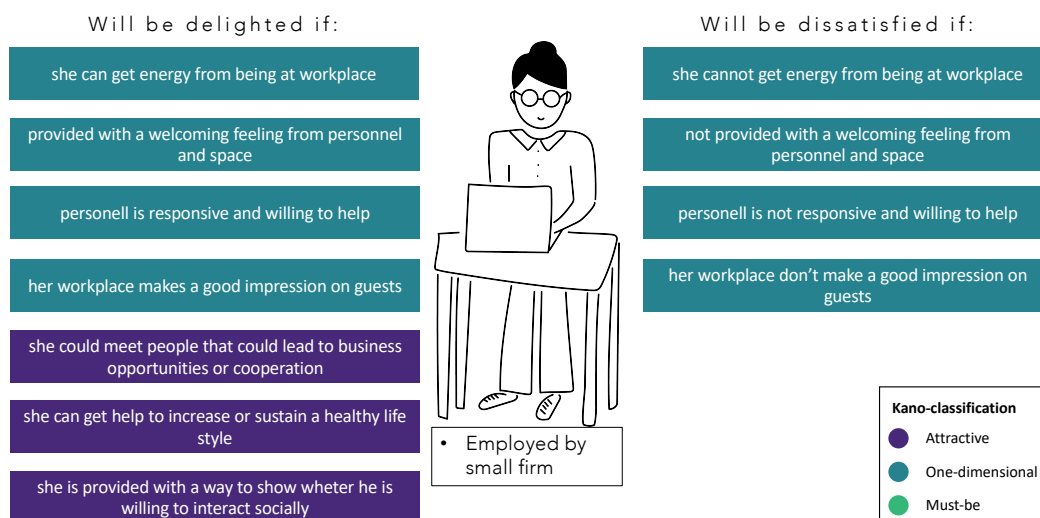 Will be delighted if:
she can get energy from being at workplace
provided with a welcoming feeling from personnel
and space
personell is responsive and willing to help
her workplace makes a good impression on guests
she could meet people that could lead to business
opportunities or cooperation
she can get help to increase or sustain a healthy life
style
she is provided with a way to show wheter he is
willing to interact socially
• Employed by
small firm
Will be dissatisfied if:
she cannot get energy from being at workplace
not provided with a welcoming feeling from
personnel and space
personell is not responsive and willing to help
her workplace don't make a good impression on
guests
Kano-classification
Attractive
One-dimensional
Must-be